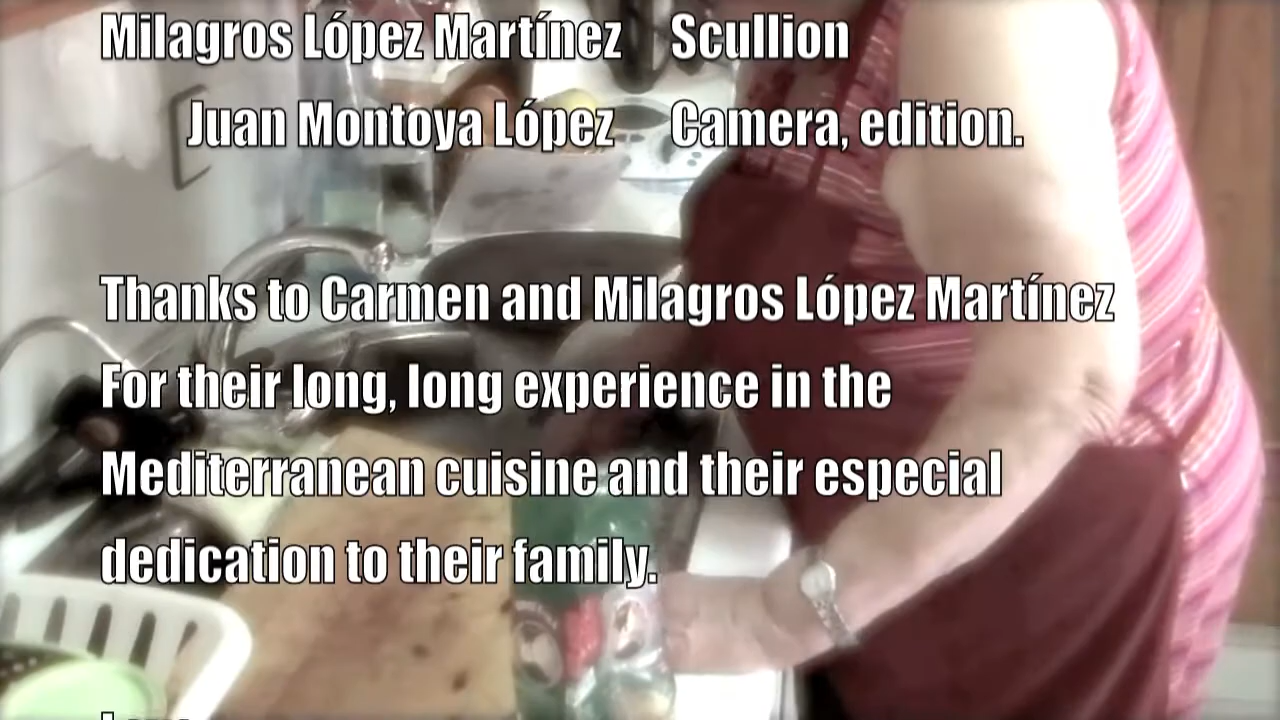 Milagros López Martínez Scullion
Juan Montoya López Camera, edition.
Thanks to Carmen and Milagros López Martínez
For their long, long experience in the
Mediterranean cuisine and their especial
dedication to their family.